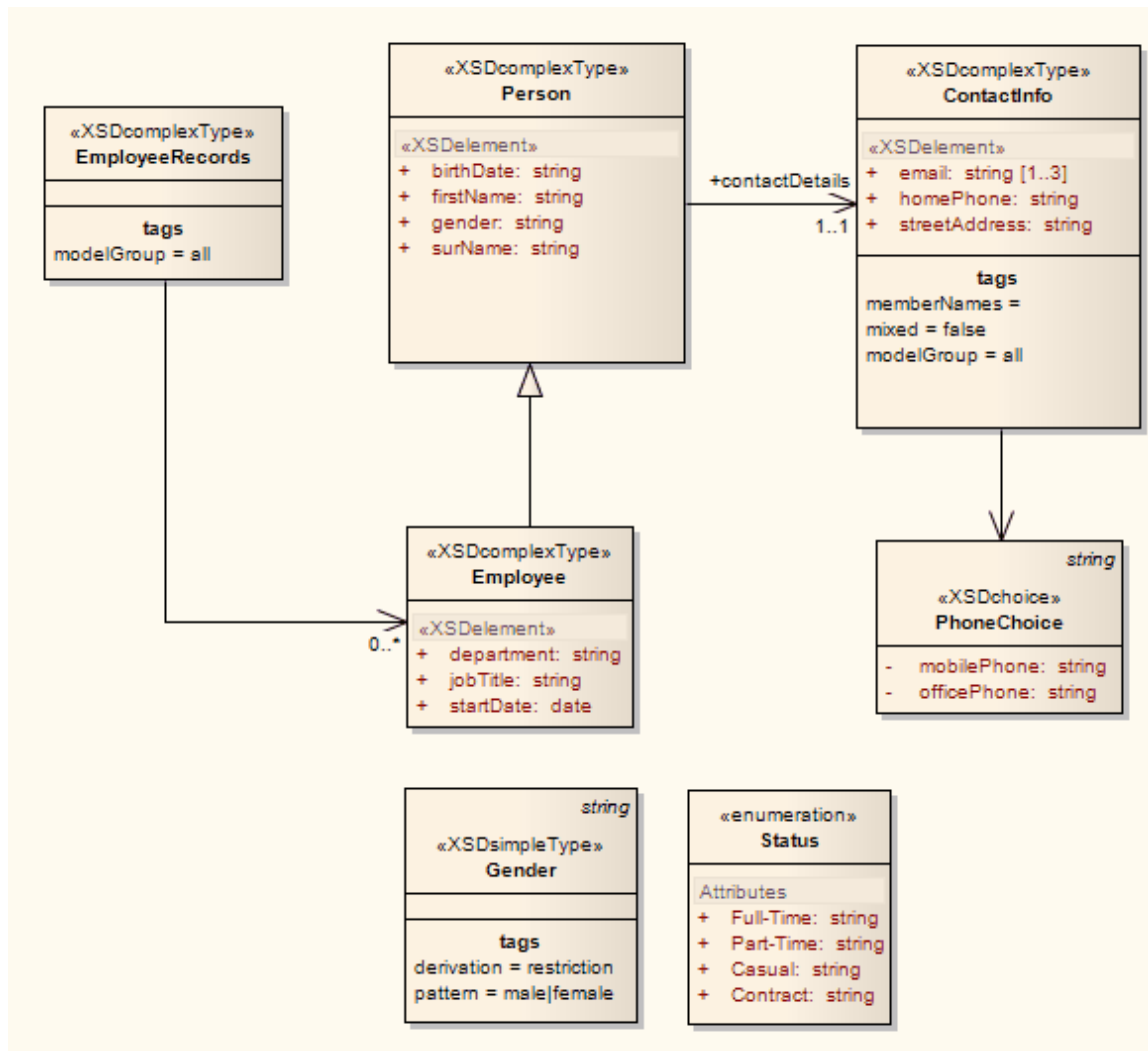 «XSDcomplexType»
EmployeeRecords
tags
modelGroup = all
«XSDcomplexType»
Person
«XSDelement»
+ birthDate: string
+ firstName: string
+ gender: string
+ surName: string
+contactDetails
1..1
«XSDcomplexType»
ContactInfo
«XSDelement»
+ email: string [1..3]
+ homePhone: string
+ streetAddress: string
tags
memberNames =
mixed = false
modelGroup = all
0..*
«XSDcomplexType»
Employee
«XSDelement»
+ department: string
+ jobTitle: string
+ startDate: date
string
«XSDchoice»
PhoneChoice
- mobilePhone: string
- officePhone: string
string
«XSDsimpleType»
Gender
tags
derivation = restriction
pattern = male|female
«enumeration»
Status
Attributes
+ Full-Time: string
+ Part-Time: string
+ Casual: string
+ Contract: string